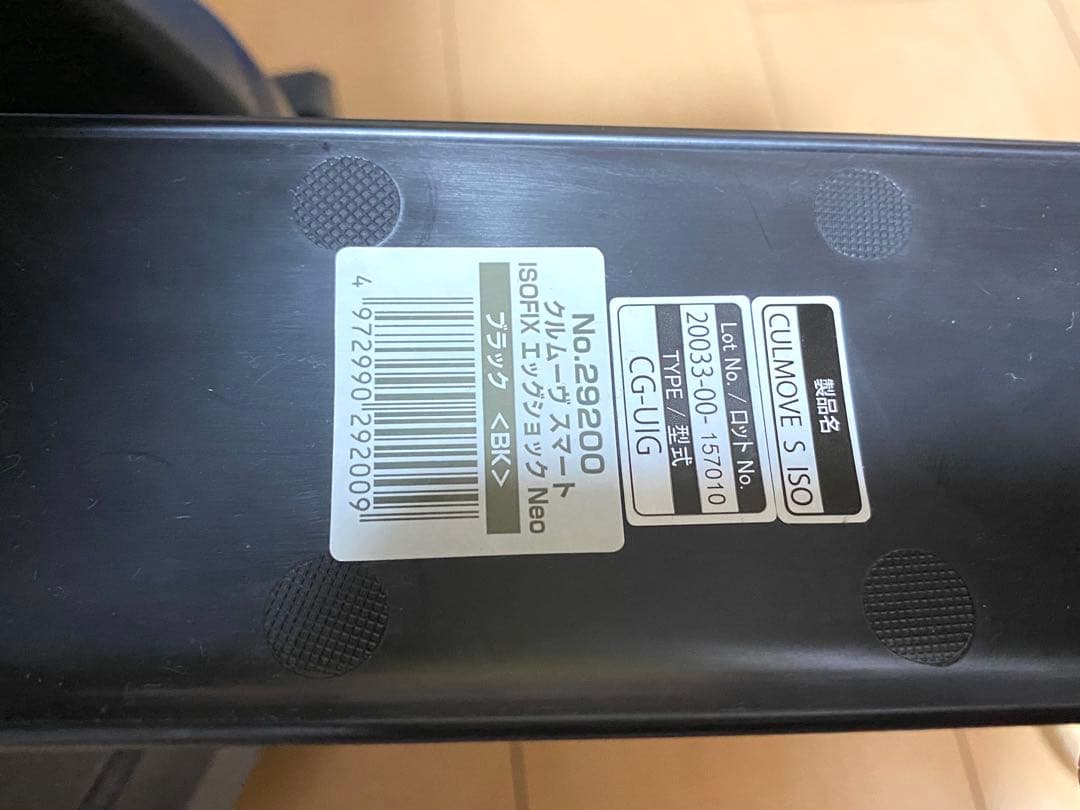 製品名
CULMOVE S ISO
Lot No. / ロット No.
20033-00- 157010
TYPE / 型式
CG-UIG
No.29200
クルムーヴ スマート
ISOFIX エッグショック Neo
ブラック <BK>
4 972990 292009